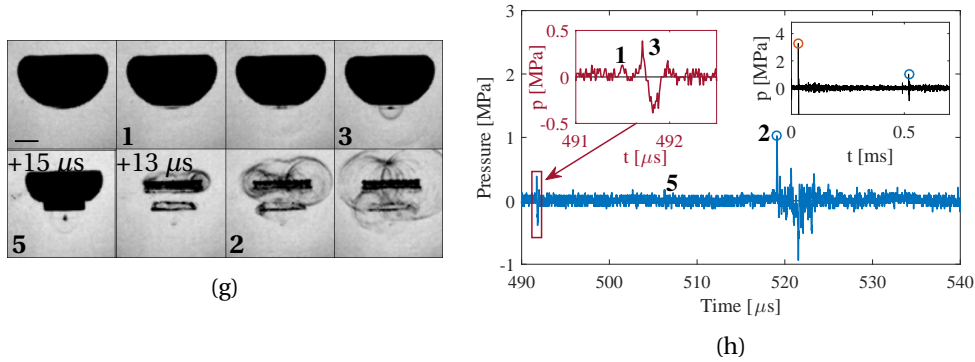 1
3
+15 μs
+13 μs
5
2
(g)
3
2
1
0
-1
Pressure [MPa]
490
500
510
520
530
540
Time [μs]
0.5
0
-0.5
p [MPa]
491
492
t [μs]
1
3
5
2
4
2
0
p [MPa]
0
0.5
t [ms]
(h)